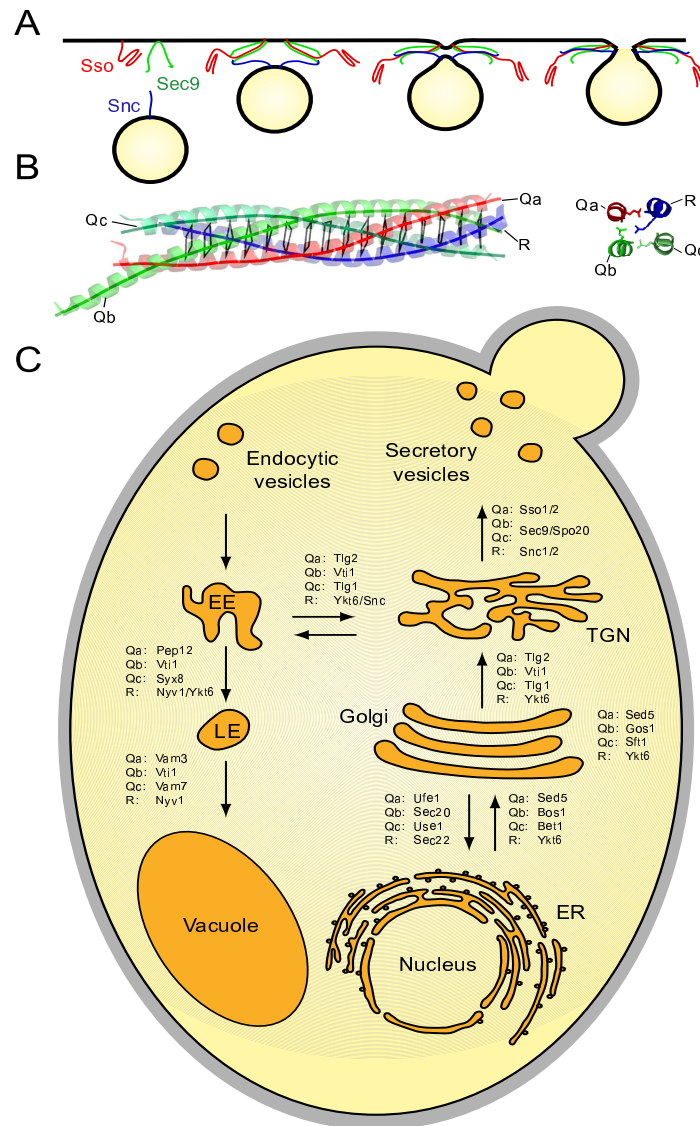 A
Sso
Sec9
Snc
B
Qc
Qa
R
Qb
Qa
R
Qb
Qc
C
Endocytic
vesicles
Secretory
vesicles
Qa: Sso1/2
Qb:
Sec9/Spo20
Qc:
R: Snc1/2
Qa: Tlg2
Qb: Vti1
Qc: Tlg1
R: Ykt6/Snc
EE
TGN
Qa: Pep12
Qb: Vti1
Qc: Syx8
R: Nyv1/Ykt6
Qa: Tlg2
Qb: Vti1
Qc: Tlg1
R: Ykt6
LE
Golgi
Qa: Sed5
Qb: Gos1
Qc: Sft1
R: Ykt6
Qa: Vam3
Qb: Vti1
Qc: Vam7
R: Nyv1
Qa: Ufe1
Qb: Sec20
Qc: Use1
R: Sec22
Qa: Sed5
Qb: Bos1
Qc: Bet1
R: Ykt6
Vacuole
ER
Nucleus